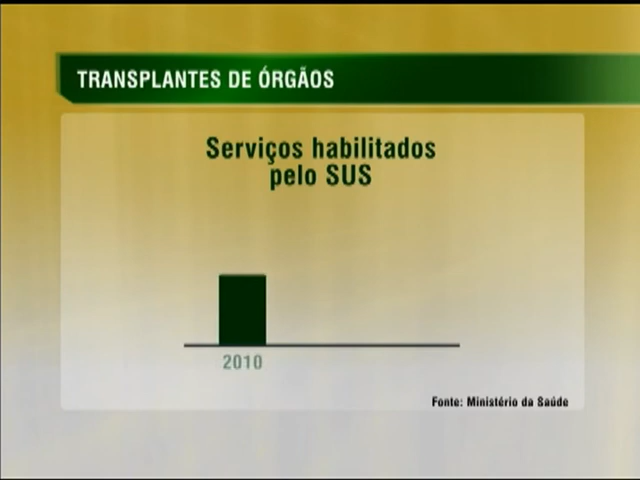 TRANSPLANTES DE ÓRGÃOS
Serviços habilitados
pelo SUS
2010
Fonte: Ministério da Saúde